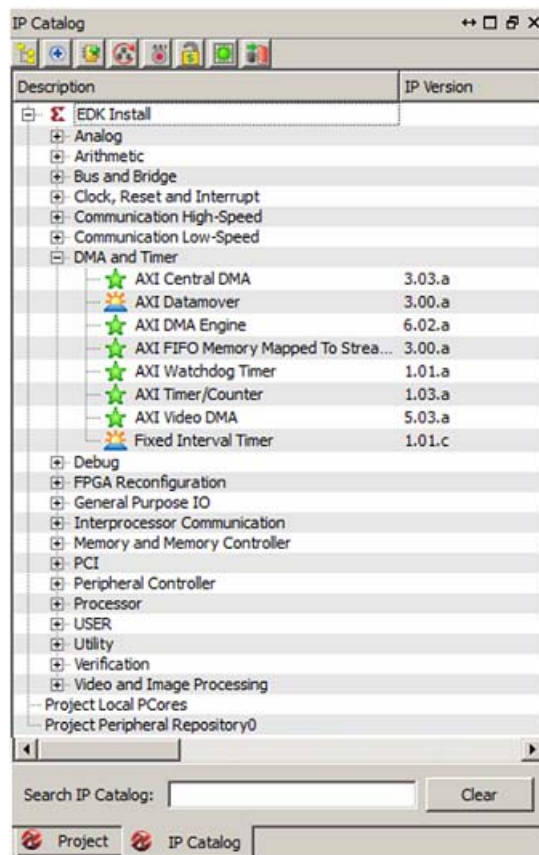 IP Catalog
Description IP Version
EDK Install
Analog
Arithmetic
Bus and Bridge
Clock, Reset and Interrupt
Communication High-Speed
Communication Low-Speed
DMA and Timer
AXI Central DMA 3.03.a
AXI Datamover 3.00.a
AXI DMA Engine 6.02.a
AXI FIFO Memory Mapped To Strea... 3.00.a
AXI Watchdog Timer 1.01.a
AXI Timer/Counter 1.03.a
AXI Video DMA 5.03.a
Fixed Interval Timer 1.01.c
Debug
FPGA Reconfiguration
General Purpose IO
Interprocessor Communication
Memory and Memory Controller
PCI
Peripheral Controller
Processor
USER
Utility
Verification
Video and Image Processing
Project Local PCores
Project Peripheral Repository0
Search IP Catalog: Clear
Project IP Catalog